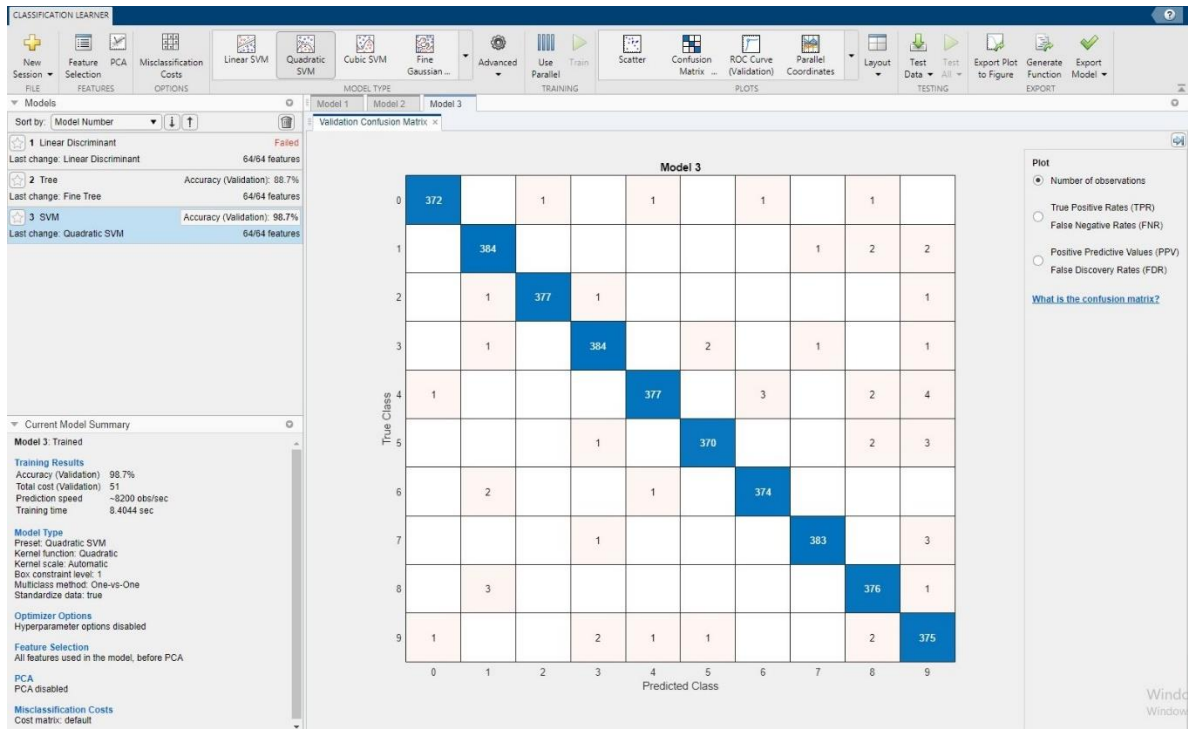 CLASSIFICATION LEARNER
?
New Session
Feature Selection
PCA
Misclassification Costs
Linear SVM
Quadratic SVM
Cubic SVM
Fine Gaussian ...
Advanced
Use Parallel
Train
Scatter
Confusion Matrix ...
ROC Curve (Validation)
Parallel Coordinates
Layout
Test Data
Test All
Export Plot to Figure
Generate Function
Export Model
FILE
FEATURES
OPTIONS
MODEL TYPE
TRAINING
PLOTS
TESTING
EXPORT
Models
Sort by: Model Number
1 Linear Discriminant Failed
Last change: Linear Discriminant 64/64 features
2 Tree Accuracy (Validation): 88.7%
Last change: Fine Tree 64/64 features
3 SVM Accuracy (Validation): 98.7%
Last change: Quadratic SVM 64/64 features
Current Model Summary
Model 3: Trained
Training Results
Accuracy (Validation) 98.7%
Total cost (Validation) 51
Prediction speed ~8200 obs/sec
Training time 8.4044 sec
Model Type
Preset: Quadratic SVM
Kernel function: Quadratic
Kernel scale: Automatic
Box constraint level: 1
Multiclass method: One-vs-One
Standardize data: true
Optimizer Options
Hyperparameter options disabled
Feature Selection
All features used in the model, before PCA
PCA
PCA disabled
Misclassification Costs
Cost matrix: default
Model 1 Model 2 Model 3
Validation Confusion Matrix ×
Model 3
True Class
0 372 1 1 1 1
1 384 1 2 2
2 1 377 1 1
3 1 384 2 1 1
4 1 377 3 2 4
5 1 370 2 3
6 2 1 374
7 1 383 3
8 3 376 1
9 1 2 1 1 2 375
0 1 2 3 4 5 6 7 8 9
Predicted Class
Plot
Number of observations
True Positive Rates (TPR)
False Negative Rates (FNR)
Positive Predictive Values (PPV)
False Discovery Rates (FDR)
What is the confusion matrix?